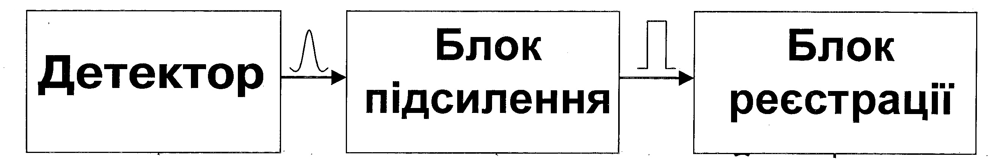 Детектор
Блок
підсилення
Блок
реєстрації